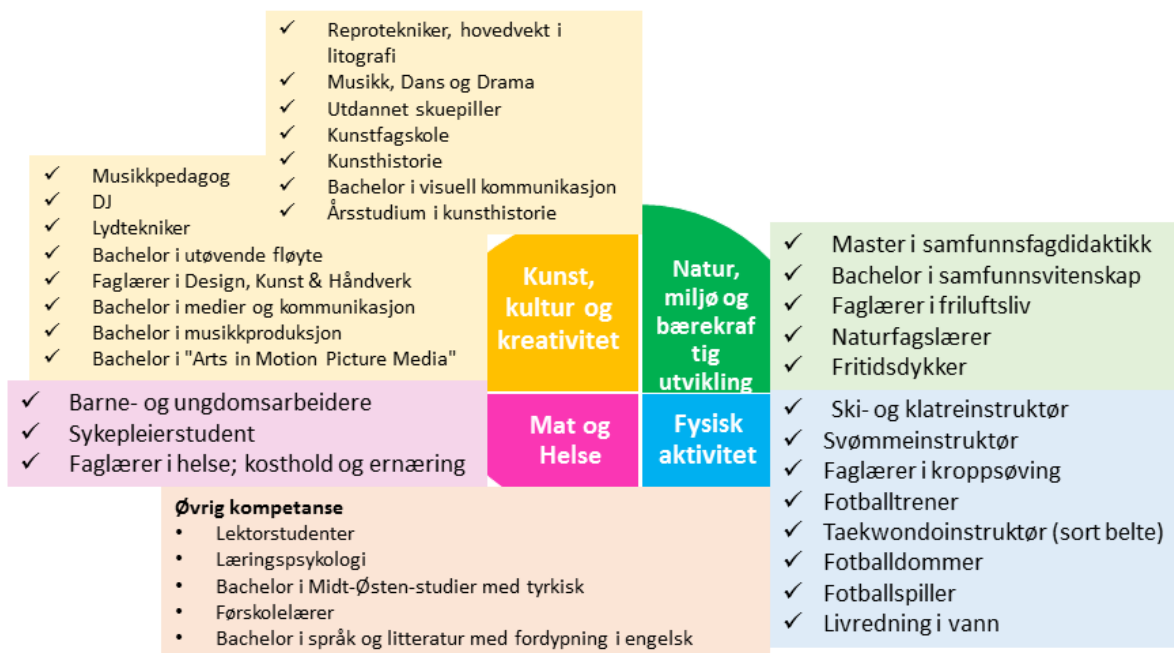 ✓ Reprotekniker, hovedvekt i
litografi
✓ Musikk, Dans og Drama
✓ Utdannet skuepiller
✓ Kunstfagskole
✓ Kunsthistorie
✓ Bachelor i visuell kommunikasjon
✓ Årsstudium i kunsthistorie
✓ Musikkpedagog
✓ DJ
✓ Lydtekniker
✓ Bachelor i utøvende fløyte
✓ Faglærer i Design, Kunst & Håndverk
✓ Bachelor i medier og kommunikasjon
✓ Bachelor i musikkproduksjon
✓ Bachelor i "Arts in Motion Picture Media"
Kunst,
kultur og
kreativitet
Natur,
miljø og
bærekraf
tig
utvikling
✓ Master i samfunnsfagdidaktikk
✓ Bachelor i samfunnsvitenskap
✓ Faglærer i friluftsliv
✓ Naturfagslærer
✓ Fritidsdykker
✓ Barne- og ungdomsarbeidere
✓ Sykepleierstudent
✓ Faglærer i helse; kosthold og ernæring
Mat og
Helse
Fysisk
aktivitet
✓ Ski- og klatreinstruktør
✓ Svømmeinstruktør
✓ Faglærer i kroppsøving
✓ Fotballtrener
✓ Taekwondoinstruktør (sort belte)
✓ Fotballdommer
✓ Fotballspiller
✓ Livredning i vann
Øvrig kompetanse
• Lektorstudenter
• Læringspsykologi
• Bachelor i Midt-Østen-studier med tyrkisk
• Førskolelærer
• Bachelor i språk og litteratur med fordypning i engelsk